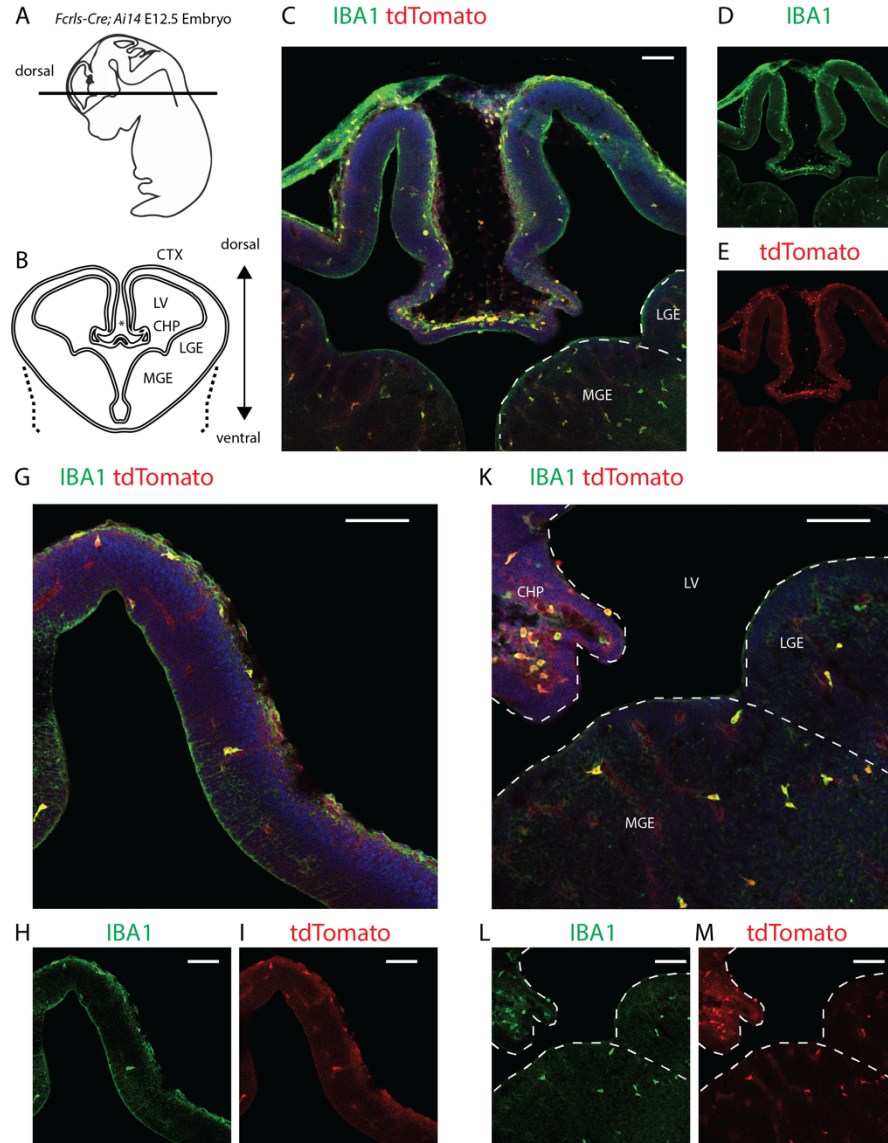 A
Fcrls-Cre; Ai14 E12.5 Embryo
dorsal
B
dorsal
CTX
LV
*
CHP
LGE
MGE
ventral
C IBA1 tdTomato
LGE
MGE
D IBA1
E tdTomato
G IBA1 tdTomato
K IBA1 tdTomato
CHP
LV
LGE
MGE
H IBA1
I tdTomato
L IBA1
M tdTomato